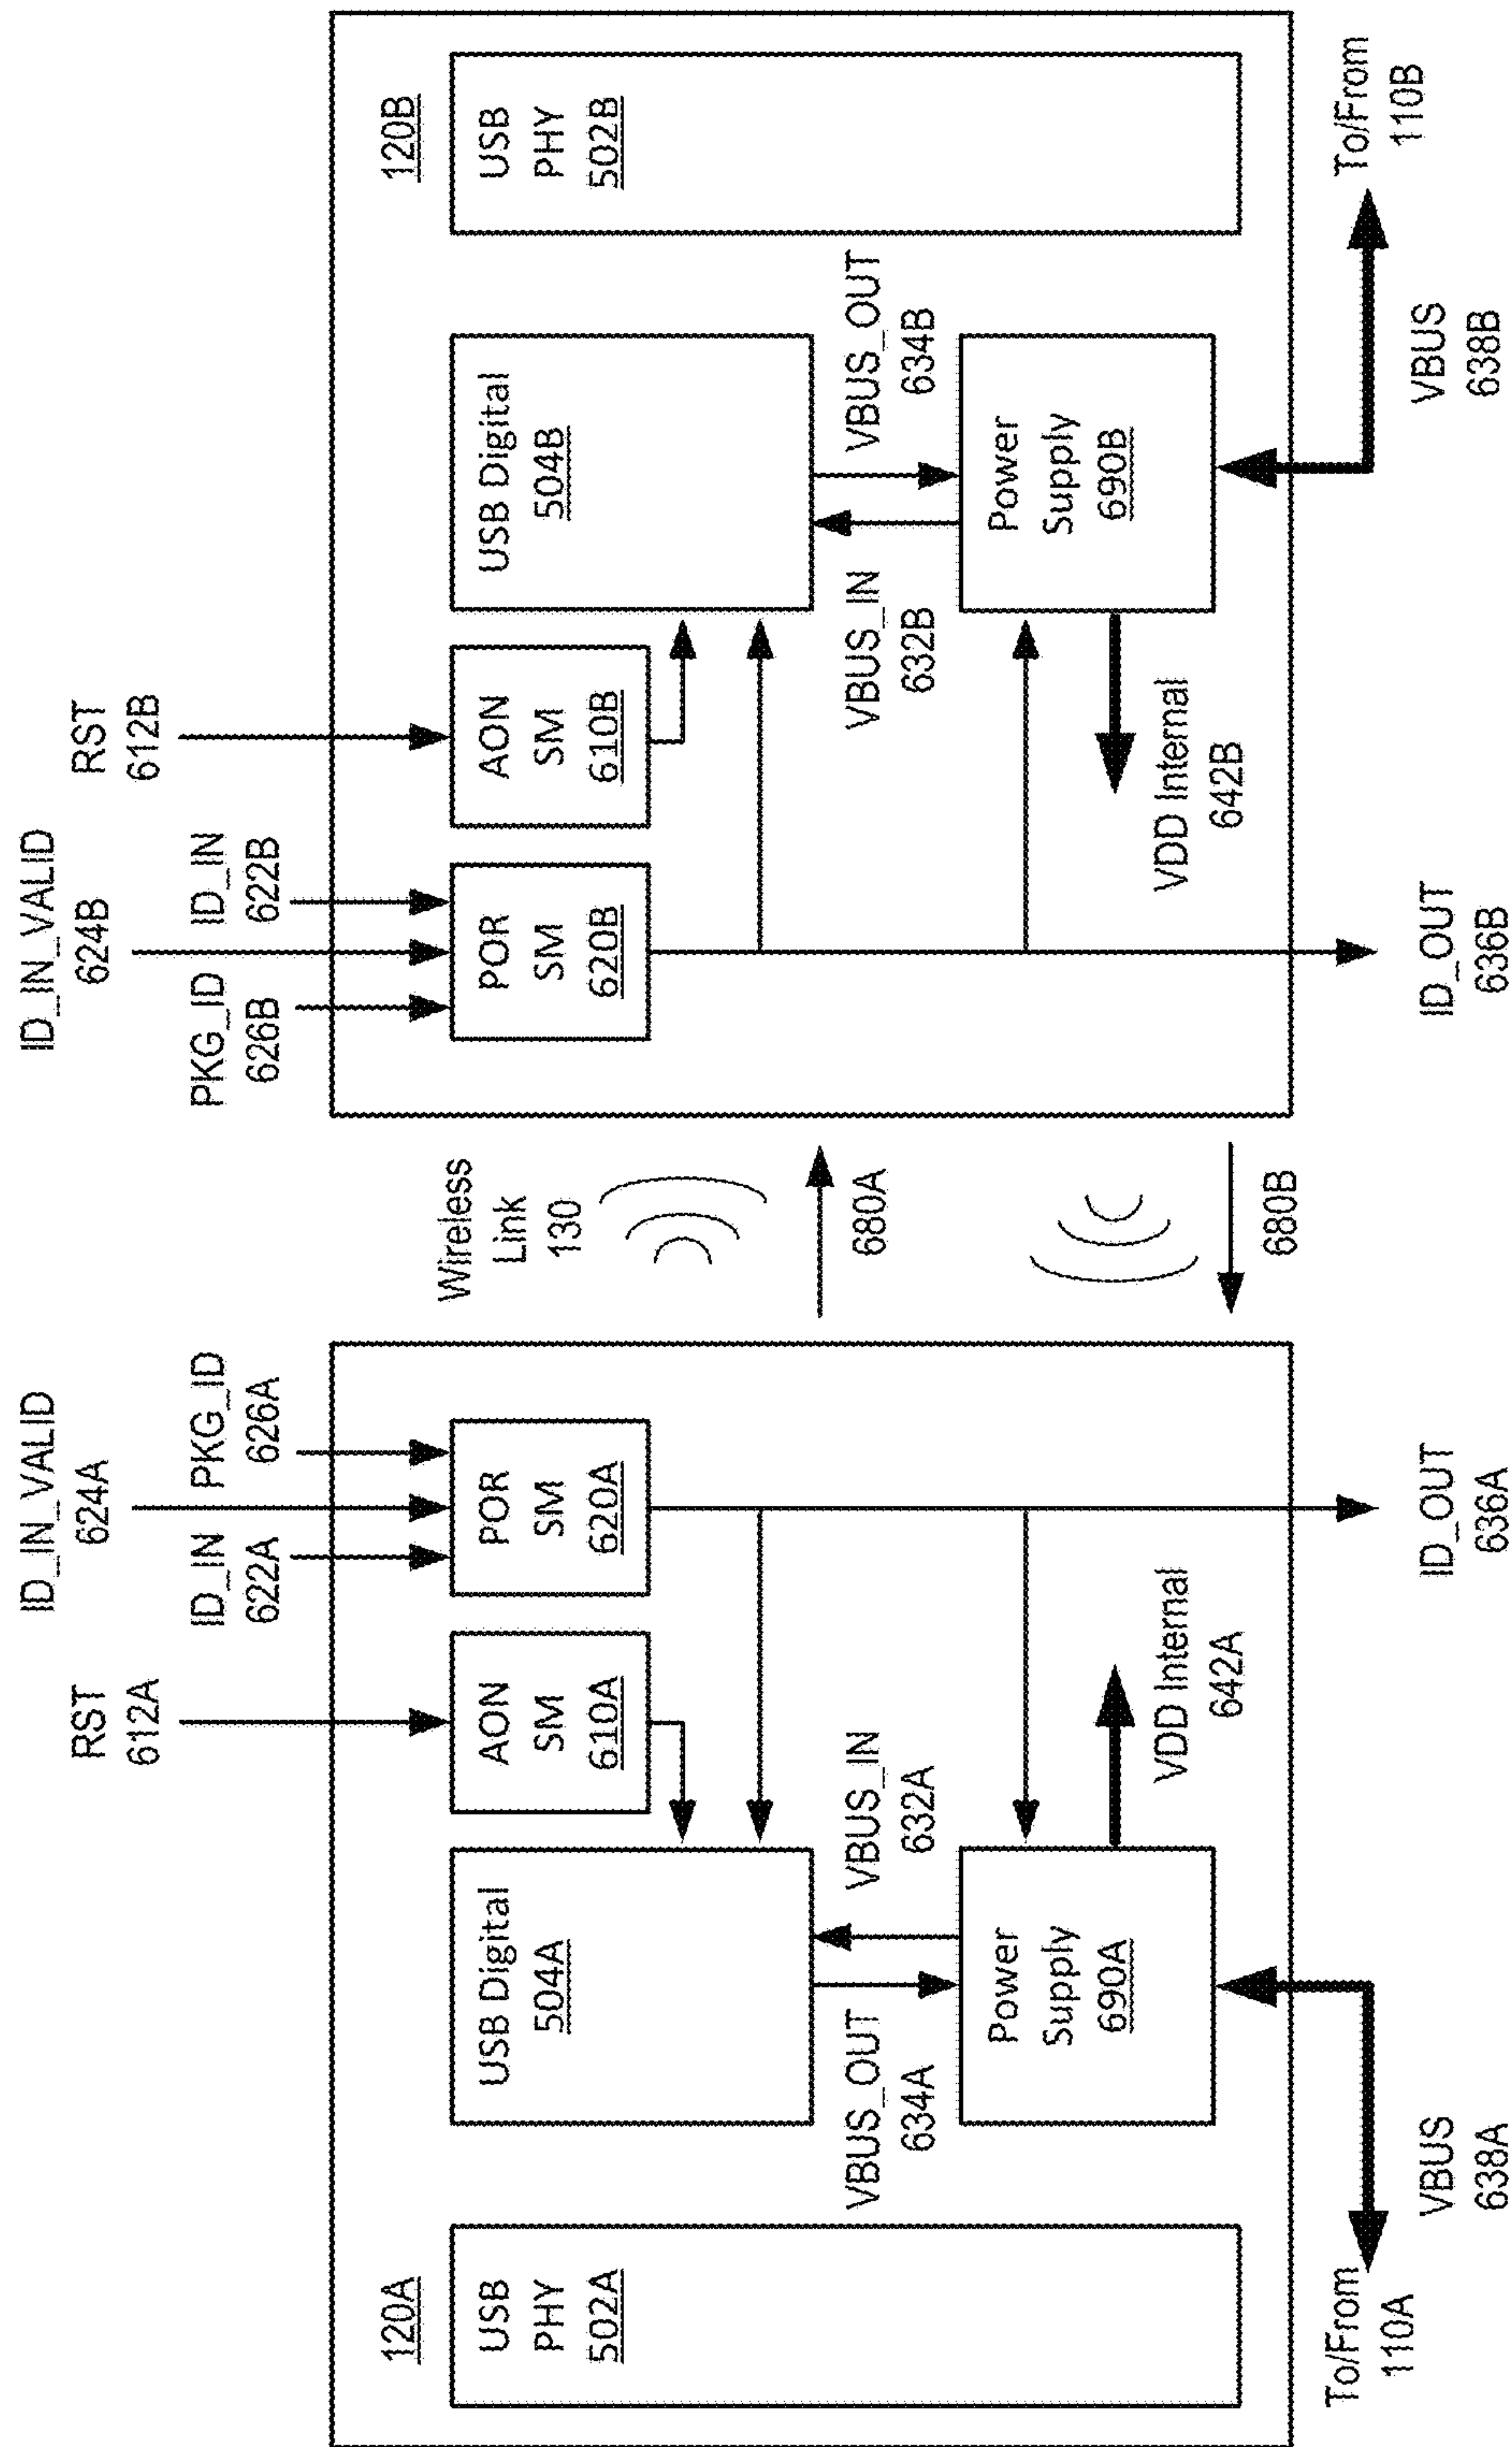 ID_IN_VALID
624A
ID_IN_VALID
624B
RST
612A
RST
612B
ID_IN
622A
PKG_ID
626A
PKG_ID
626B
ID_IN
622B
120A
USB
PHY
502A
USB Digital
504A
AON
SM
610A
POR
SM
620A
VBUS_OUT
634A
VBUS_IN
632A
Power
Supply
690A
VDD Internal
642A
Wireless
Link
130
680A
680B
120B
POR
SM
620B
AON
SM
610B
USB Digital
504B
USB
PHY
502B
VBUS_IN
632B
VBUS_OUT
634B
Power
Supply
690B
VDD Internal
642B
To/From
110A
VBUS
638A
ID_OUT
636A
ID_OUT
636B
VBUS
638B
To/From
110B